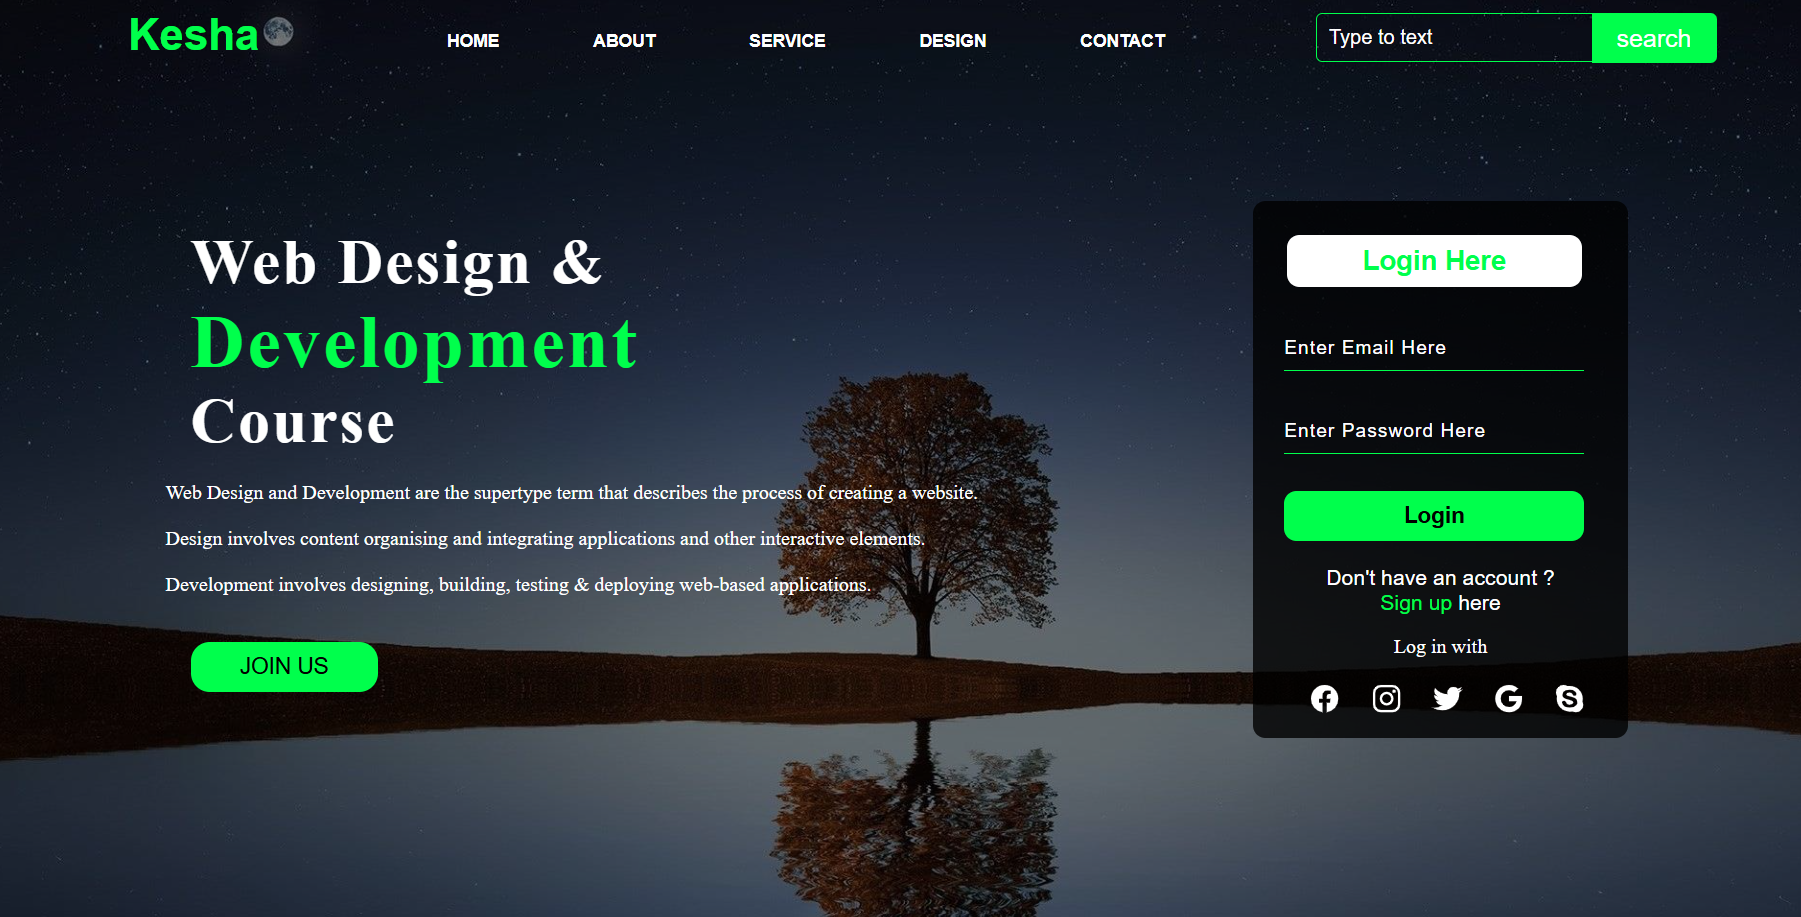 Kesha
HOME ABOUT SERVICE DESIGN CONTACT
Type to text search
Web Design &
Development
Course
Web Design and Development are the supertype term that describes the process of creating a website.
Design involves content organising and integrating applications and other interactive elements.
Development involves designing, building, testing & deploying web-based applications.
JOIN US
Login Here
Enter Email Here
Enter Password Here
Login
Don't have an account ?
Sign up here
Log in with